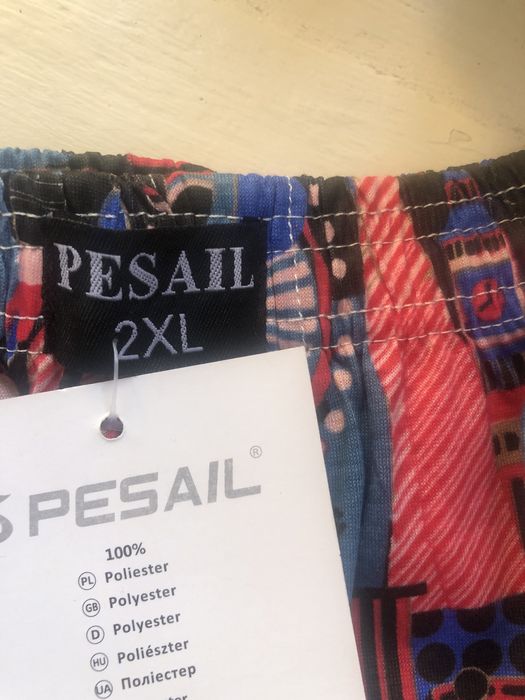 PESAIL
2XL
PESAIL®
100%
PL Poliester
GB Polyester
D Polyester
HU Poliészter
UA Поліестер